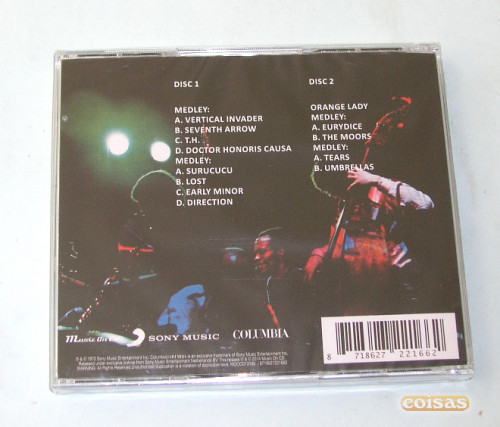 DISC 1
MEDLEY:
A. VERTICAL INVADER
B. SEVENTH ARROW
C. T.H.
D. DOCTOR HONORIS CAUSA
MEDLEY:
A. SURUCUCU
B. LOST
C. EARLY MINOR
D. DIRECTION
DISC 2
ORANGE LADY
MEDLEY:
A. EURYDICE
B. THE MOORS
MEDLEY:
A. TEARS
B. UMBRELLAS
SONY MUSIC
COLUMBIA
8 718627 221662
coisas